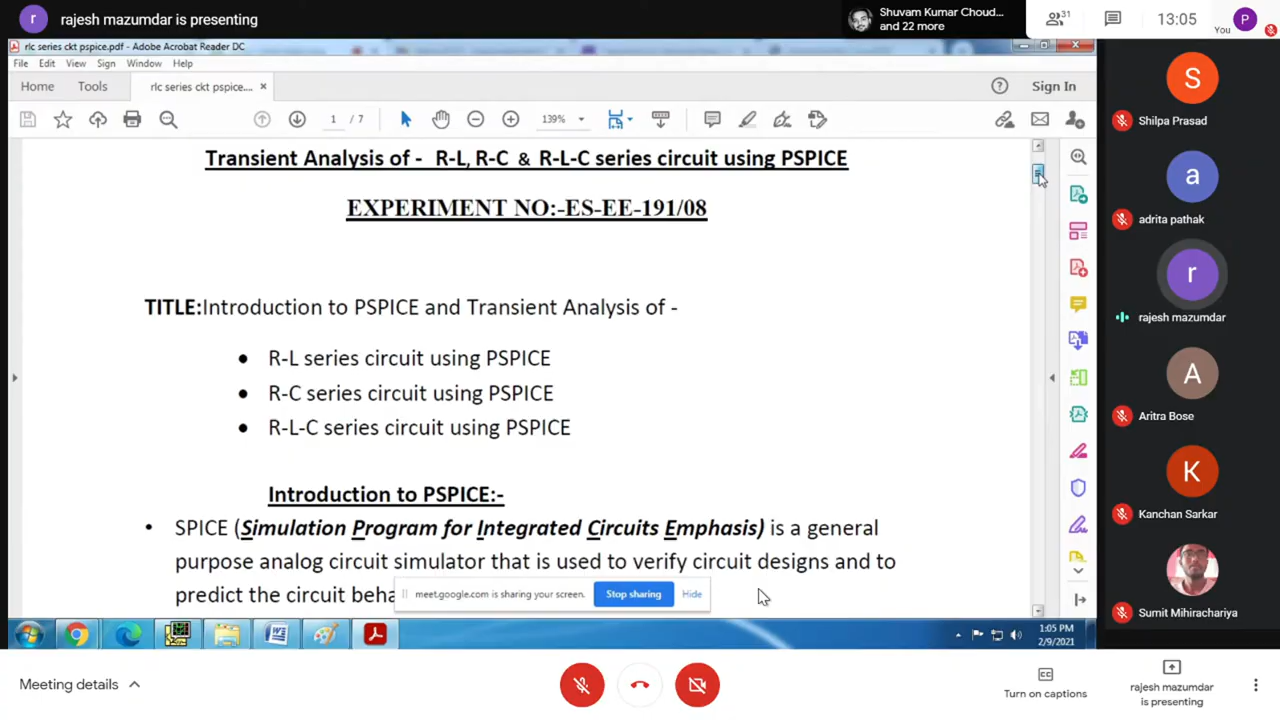 r rajesh mazumdar is presenting
Shuvam Kumar Choud...
and 22 more
31
13:05
You
P
rlc series ckt pspice.pdf - Adobe Acrobat Reader DC
File Edit View Sign Window Help
Home Tools rlc series ckt pspice.... × Sign In
1 / 7 139%
Transient Analysis of - R-L, R-C & R-L-C series circuit using PSPICE
EXPERIMENT NO:-ES-EE-191/08
TITLE:Introduction to PSPICE and Transient Analysis of -
• R-L series circuit using PSPICE
• R-C series circuit using PSPICE
• R-L-C series circuit using PSPICE
Introduction to PSPICE:-
• SPICE (Simulation Program for Integrated Circuits Emphasis) is a general
purpose analog circuit simulator that is used to verify circuit designs and to
predict the circuit beha
meet.google.com is sharing your screen. Stop sharing Hide
1:05 PM
2/9/2021
S
Shilpa Prasad
a
adrita pathak
r
rajesh mazumdar
A
Aritra Bose
K
Kanchan Sarkar
Sumit Mihirachariya
Meeting details
Turn on captions
rajesh mazumdar
is presenting